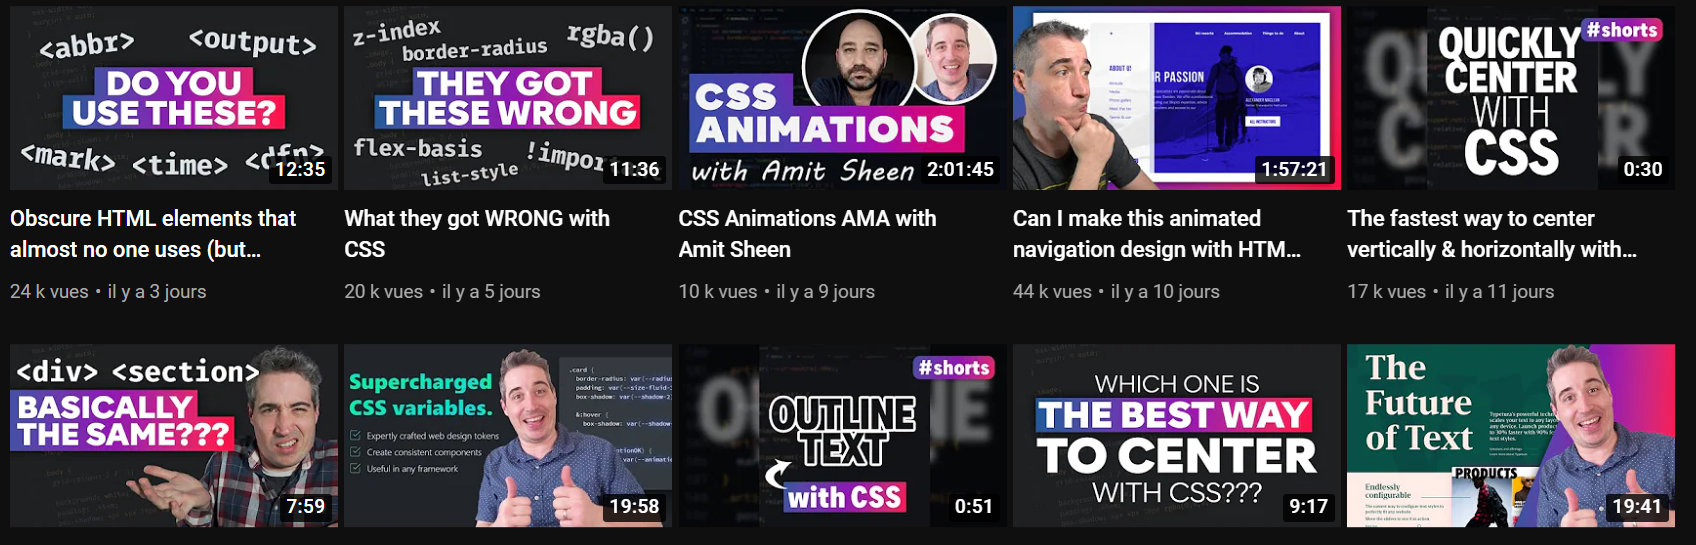 <abbr> <output>
DO YOU
USE THESE?
<mark> <time> <dfn>
12:35
Obscure HTML elements that
almost no one uses (but...
24 k vues • il y a 3 jours
z-index
border-radius
rgba()
THEY GOT
THESE WRONG
flex-basis
!impor
list-style
11:36
What they got WRONG with
CSS
20 k vues • il y a 5 jours
CSS
ANIMATIONS
with Amit Sheen
2:01:45
CSS Animations AMA with
Amit Sheen
10 k vues • il y a 9 jours
ABOUT U
R PASSION
1:57:21
Can I make this animated
navigation design with HTM...
44 k vues • il y a 10 jours
#shorts
QUICKLY
CENTER
WITH
CSS
0:30
The fastest way to center
vertically & horizontally with...
17 k vues • il y a 11 jours
<div> <section>
BASICALLY
THE SAME???
7:59
Supercharged
CSS variables.
Expertly crafted web design tokens
Create consistent components
Useful in any framework
.card {
border-radius: var(--radiu
padding: var(--size-fluid-
box-shadow: var(--shadow-2
&:hover {
box-shadow: var(--shadow-
19:58
#shorts
OUTLINE
TEXT
with CSS
0:51
WHICH ONE IS
THE BEST WAY
TO CENTER
WITH CSS???
9:17
The
Future
of Text
PRODUCTS
Endlessly
configurable
19:41